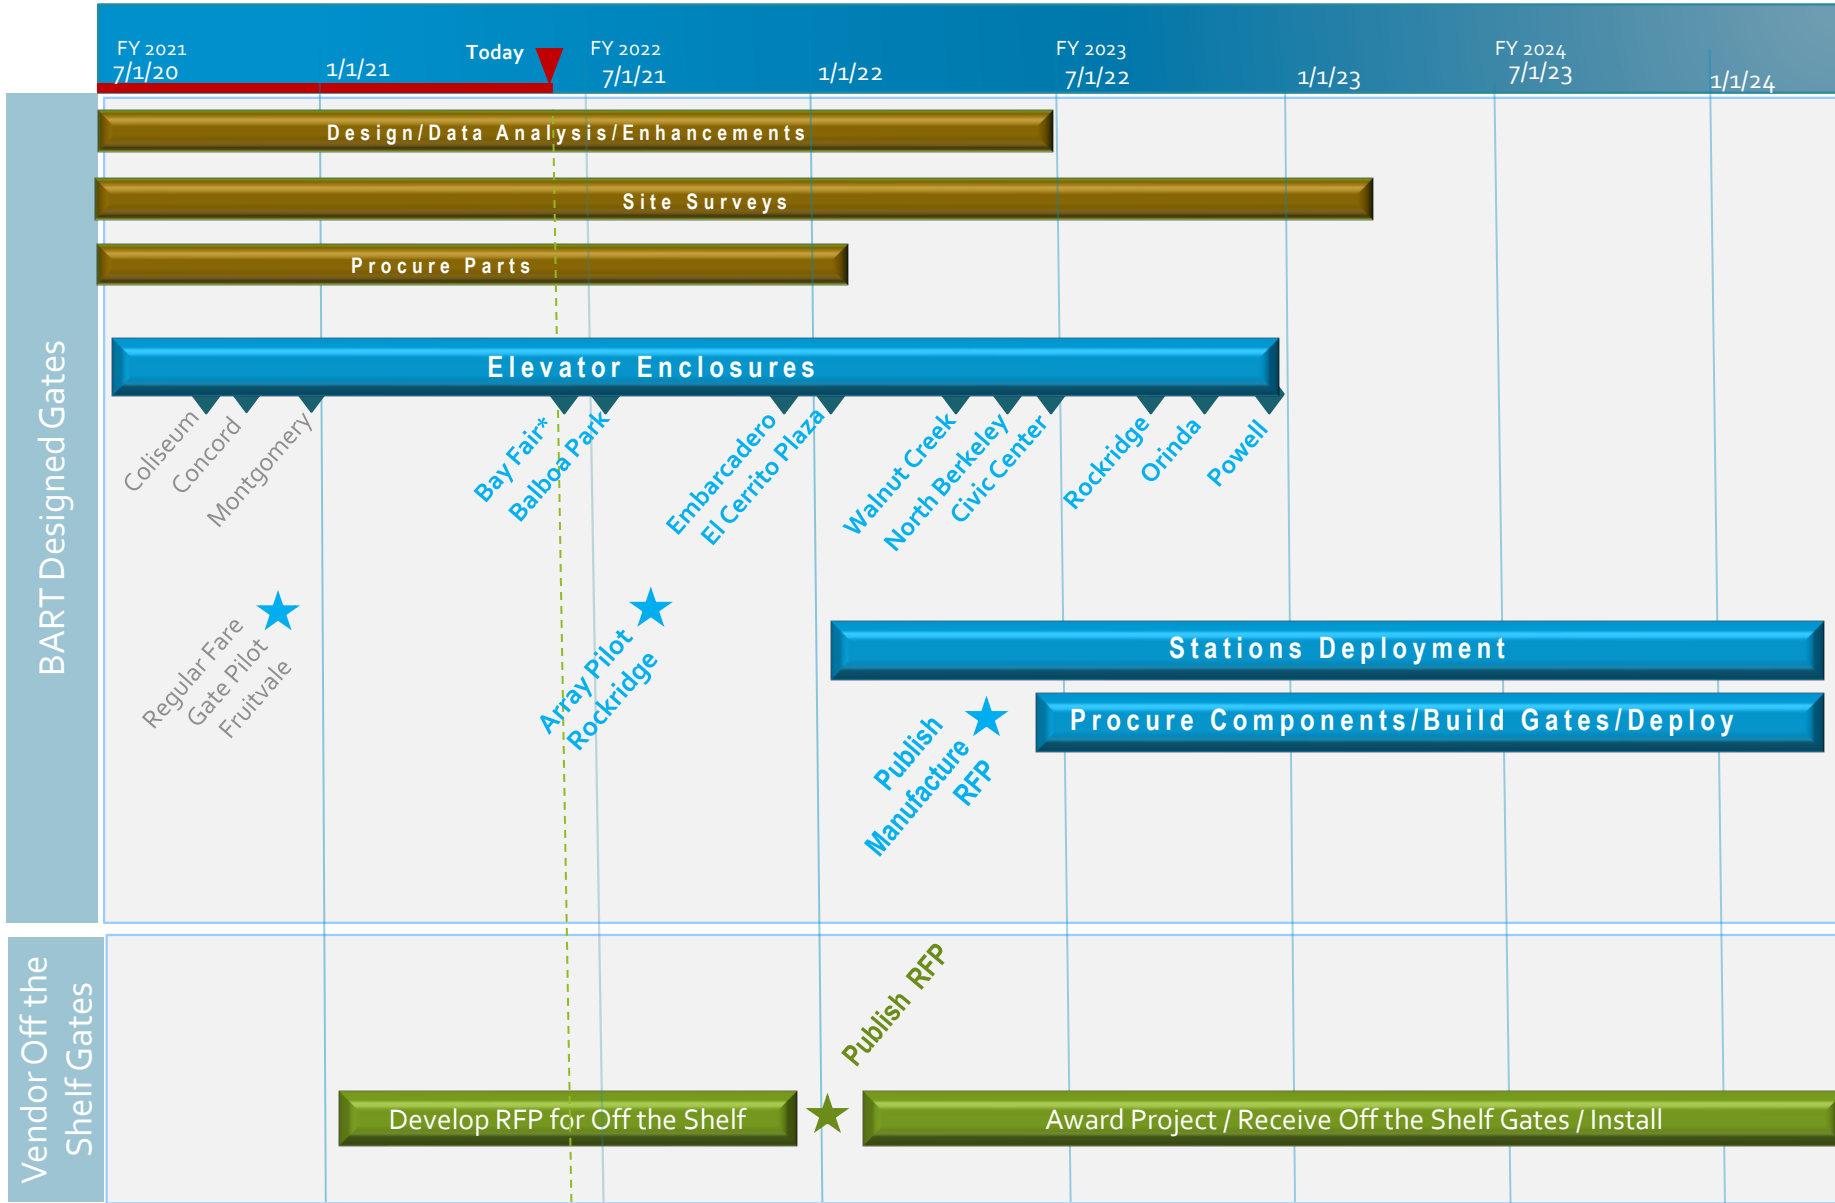 FY 2021
7/1/20
1/1/21
Today
FY 2022
7/1/21
1/1/22
FY 2023
7/1/22
1/1/23
FY 2024
7/1/23
1/1/24
BART Designed Gates
Design/Data Analysis/Enhancements
Site Surveys
Procure Parts
Elevator Enclosures
Coliseum
Concord
Montgomery
Bay Fair*
Balboa Park
Embarcadero
El Cerrito Plaza
Walnut Creek
North Berkeley
Civic Center
Rockridge
Orinda
Powell
Regular Fare
Gate Pilot
Fruitvale
Array Pilot
Rockridge
Stations Deployment
Publish
Manufacture
RFP
Procure Components/Build Gates/Deploy
Vendor Off the
Shelf Gates
Develop RFP for Off the Shelf
Publish RFP
Award Project / Receive Off the Shelf Gates / Install